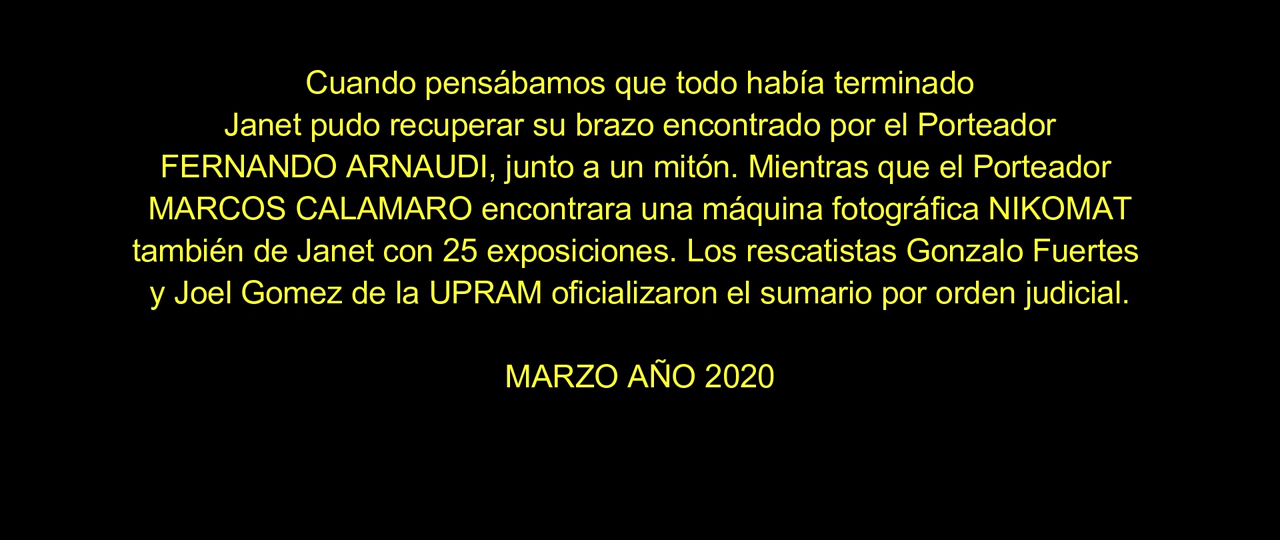 Cuando pensábamos que todo había terminado
Janet pudo recuperar su brazo encontrado por el Porteador
FERNANDO ARNAUDI, junto a un mitón. Mientras que el Porteador
MARCOS CALAMARO encontrara una máquina fotográfica NIKOMAT
también de Janet con 25 exposiciones. Los rescatistas Gonzalo Fuertes
y Joel Gomez de la UPRAM oficializaron el sumario por orden judicial.
MARZO AÑO 2020